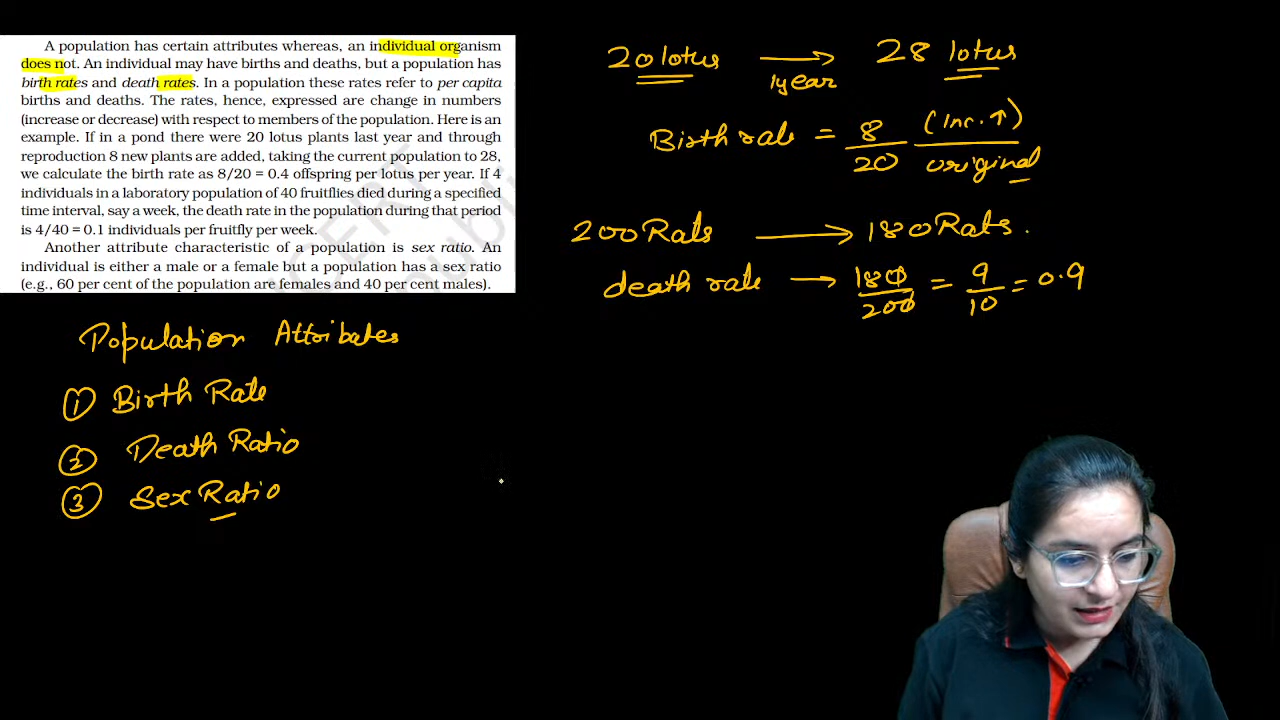 A population has certain attributes whereas, an individual organism
does not. An individual may have births and deaths, but a population has
birth rates and death rates. In a population these rates refer to per capita
births and deaths. The rates, hence, expressed are change in numbers
(increase or decrease) with respect to members of the population. Here is an
example. If in a pond there were 20 lotus plants last year and through
reproduction 8 new plants are added, taking the current population to 28,
we calculate the birth rate as 8/20 = 0.4 offspring per lotus per year. If 4
individuals in a laboratory population of 40 fruitflies died during a specified
time interval, say a week, the death rate in the population during that period
is 4/40 = 0.1 individuals per fruitfly per week.
Another attribute characteristic of a population is sex ratio. An
individual is either a male or a female but a population has a sex ratio
(e.g., 60 per cent of the population are females and 40 per cent males).
Population Attribates
① Birth Rate
② Death Ratio
③ Sex Ratio
20 lotus → 28 lotus
1year
Birth rate = 8/20 (Inc.↑)/original
200 Rats → 180 Rats.
death rate → 180/200 = 9/10 = 0.9